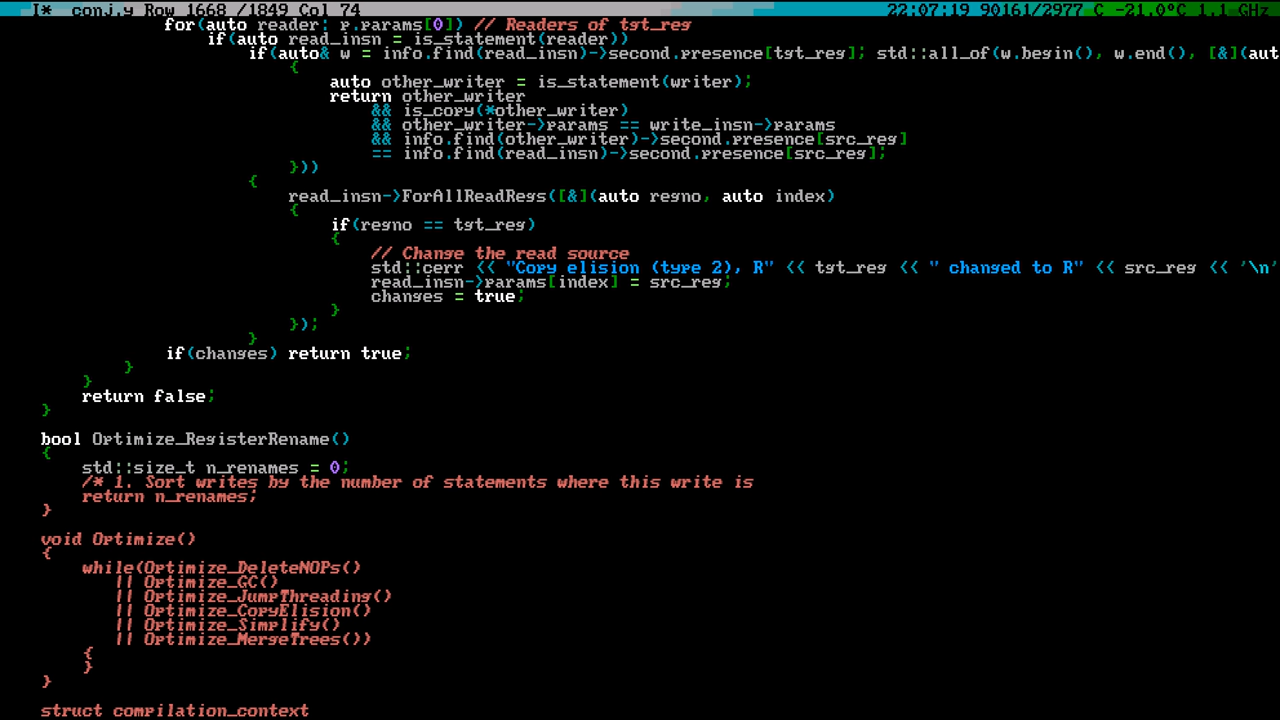 I* conj.y Row 1668 /1849 Col 74 22:07:19 90161/2977 C -21.0°C 1.1 GHz
for(auto reader: p.params[0]) // Readers of tgt_reg
if(auto read_insn = is_statement(reader))
if(auto& w = info.find(read_insn)->second.presence[tgt_reg]; std::all_of(w.begin(), w.end(), [&](aut
{
auto other_writer = is_statement(writer);
return other_writer
&& is_copy(*other_writer)
&& other_writer->params == write_insn->params
&& info.find(other_writer)->second.presence[src_reg]
== info.find(read_insn)->second.presence[src_reg];
}))
{
read_insn->ForAllReadRegs([&](auto regno, auto index)
{
if(regno == tgt_reg)
{
// Change the read source
std::cerr << "Copy elision (type 2), R" << tgt_reg << " changed to R" << src_reg << '\n'
read_insn->params[index] = src_reg;
changes = true;
}
});
}
if(changes) return true;
}
}
return false;
}
bool Optimize_RegisterRename()
{
std::size_t n_renames = 0;
/* 1. Sort writes by the number of statements where this write is
return n_renames;
}
void Optimize()
{
while(Optimize_DeleteNOPs()
|| Optimize_GC()
|| Optimize_JumpThreading()
|| Optimize_CopyElision()
|| Optimize_Simplify()
|| Optimize_MergeTrees())
{
}
}
struct compilation_context